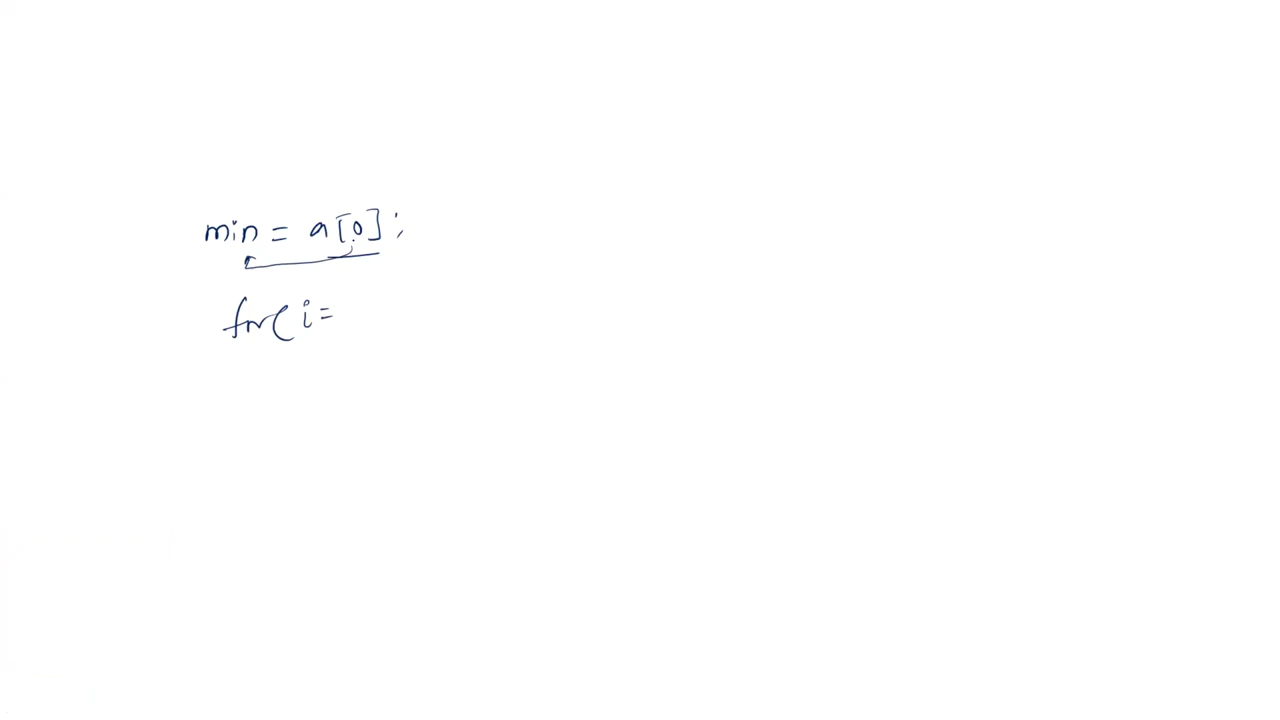 min = a[0];
for( i=